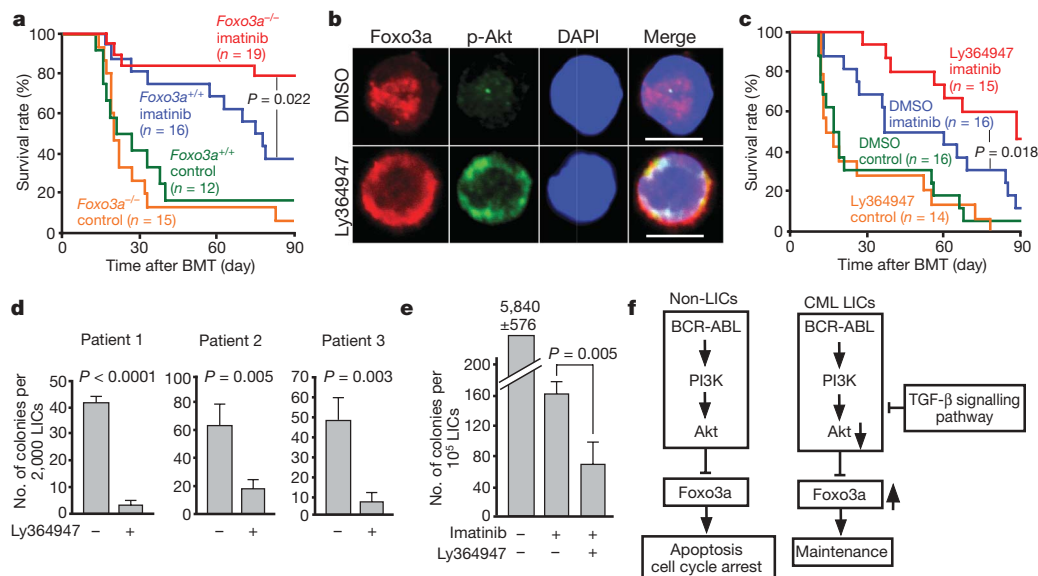 a
Foxo3a–/–
imatinib
(n = 19)
Foxo3a+/+
imatinib
(n = 16)
P = 0.022
Foxo3a+/+
control
(n = 12)
Foxo3a–/–
control (n = 15)
Survival rate (%)
100
80
60
40
20
0
0 30 60 90
Time after BMT (day)
b
Foxo3a p-Akt DAPI Merge
DMSO
Ly364947
c
Ly364947
imatinib
(n = 15)
DMSO
imatinib (n = 16)
DMSO
control (n = 16)
P = 0.018
Ly364947
control (n = 14)
Survival rate (%)
100
80
60
40
20
0
0 30 60 90
Time after BMT (day)
d
Patient 1 Patient 2 Patient 3
P < 0.0001 P = 0.005 P = 0.003
No. of colonies per
2,000 LICs
50
40
30
20
10
0
100
80
60
40
20
0
70
60
50
40
30
20
10
0
Ly364947 – + – + – +
e
5,840
±576
P = 0.005
No. of colonies per
10⁵ LICs
200
160
120
80
40
0
Imatinib – + +
Ly364947 – – +
f
Non-LICs CML LICs
BCR-ABL BCR-ABL
PI3K PI3K
Akt Akt
TGF-β signalling
pathway
Foxo3a Foxo3a
Apoptosis
cell cycle arrest
Maintenance